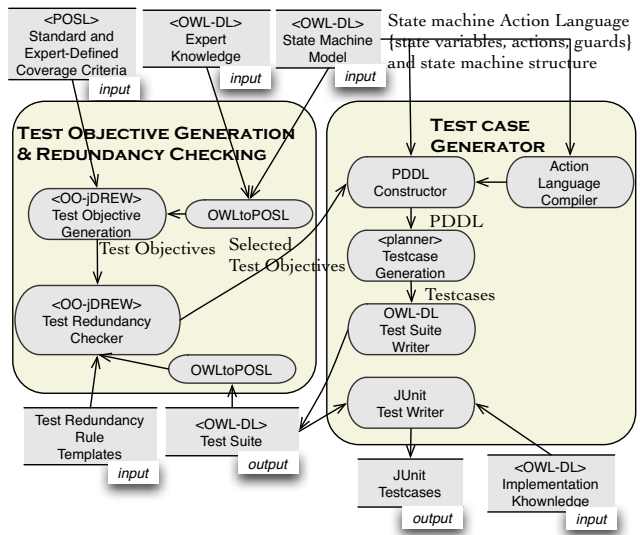 <POSL>
Standard and
Expert-Defined
Coverage Criteria
input
<OWL-DL>
Expert
Knowledge
input
<OWL-DL>
State Machine
Model
input
State machine Action Language
{state variables, actions, guards}
and state machine structure
TEST OBJECTIVE GENERATION
& REDUNDANCY CHECKING
<OO-jDREW>
Test Objective
Generation
OWLtoPOSL
Test Objectives
Selected
Test Objectives
<OO-jDREW>
Test Redundancy
Checker
OWLtoPOSL
TEST CASE
GENERATOR
PDDL
Constructor
Action
Language
Compiler
PDDL
<planner>
Testcase
Generation
Testcases
OWL-DL
Test Suite
Writer
JUnit
Test Writer
Test Redundancy
Rule
Templates
input
<OWL-DL>
Test Suite
output
JUnit
Testcases
output
<OWL-DL>
Implementation
Khownledge
input